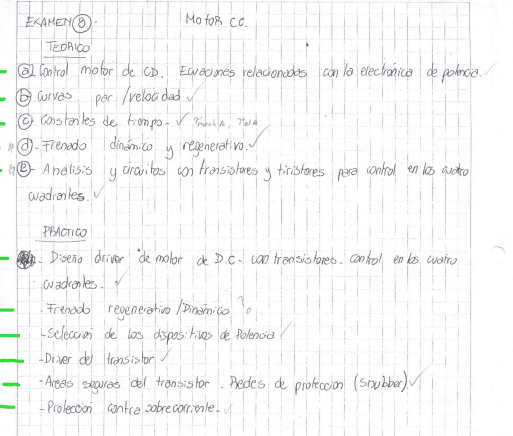 EXAMEN ⑧.- MOTOR C.C.
TEORICO
ⓐ Control motor de CD. Ecuaciones relacionadas con la electrónica de potencia. ✓
ⓑ Curvas par /velocidad ✓
ⓒ Constantes de tiempo - ✓
ⓓ - Frenado dinámico y regenerativo. ✓
ⓔ - Analisis y circuitos con transistores y tiristores para control en los cuatro
cuadrantes. ✓
PRACTICO
- Diseño driver de motor de D.C - con transistores. control en los cuatro
cuadrantes. ✓
- Frenado regenerativo /Dinámico ?
- Selección de los dispositivos de Potencia ✓
- Driver del transistor ✓
- Areas seguras del transistor. Redes de protección (Snubber) ✓
- Protección contra sobrecorriente. ✓